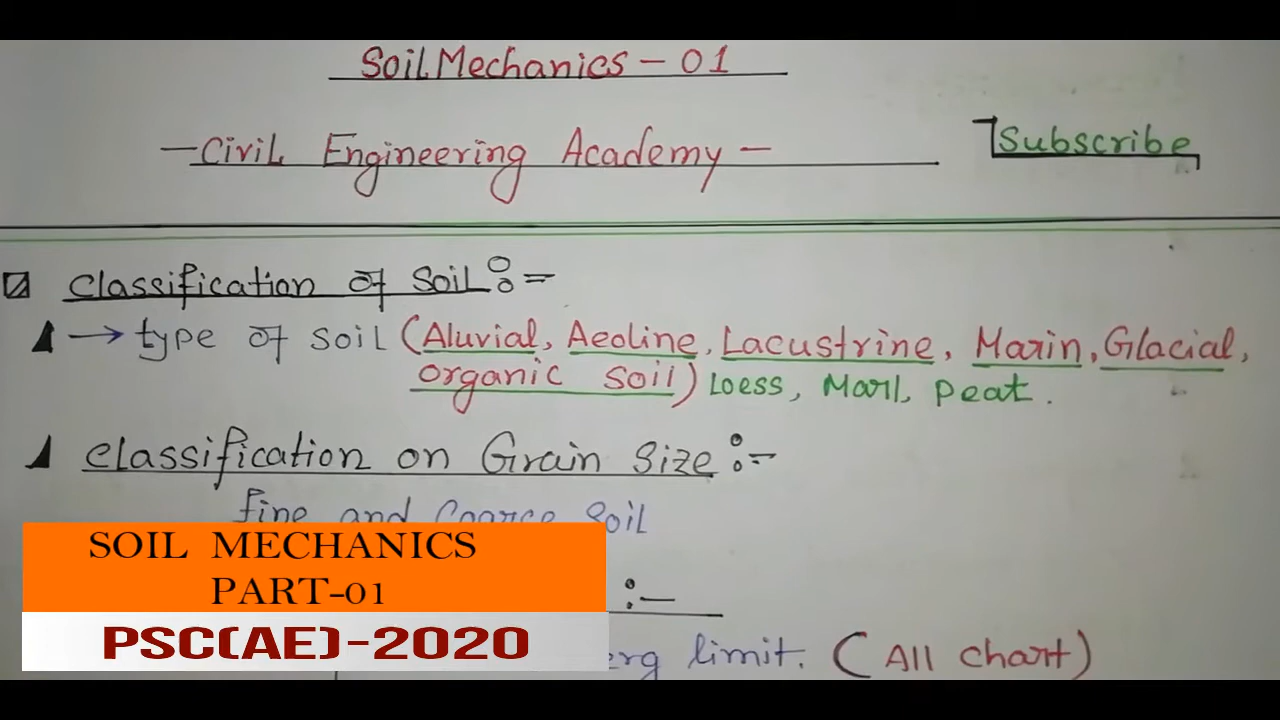 Soil Mechanics - 01
- Civil Engineering Academy -
Subscribe
Classification of Soil :-
→ type of soil (Aluvial, Aeoline, Lacustrine, Marin, Glacial,
organic soil) Loess, Marl, Peat.
Classification on Grain Size :-
fine and Coarse Soil
:-
limit. (All chart)
SOIL MECHANICS
PART-01
PSC(AE)-2020